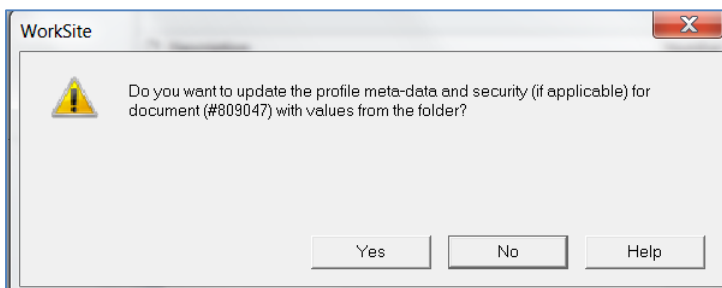 WorkSite
Do you want to update the profile meta-data and security (if applicable) for
document (#809047) with values from the folder?
Yes No Help